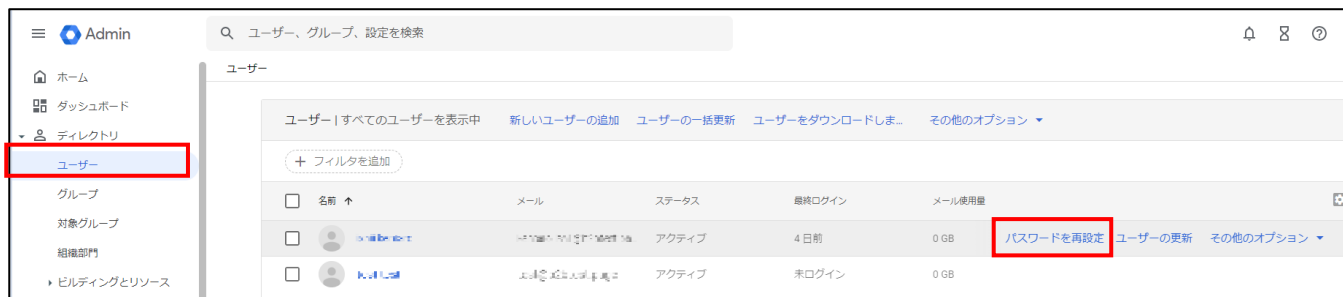 Admin
ユーザー、グループ、設定を検索
ホーム
ダッシュボード
ディレクトリ
ユーザー
グループ
対象グループ
組織部門
ビルディングとリソース
ユーザー
ユーザー | すべてのユーザーを表示中 新しいユーザーの追加 ユーザーの一括更新 ユーザーをダウンロードしま... その他のオプション
+ フィルタを追加
名前 メール ステータス 最終ログイン メール使用量
アクティブ 4 日前 0 GB パスワードを再設定 ユーザーの更新 その他のオプション
アクティブ 未ログイン 0 GB